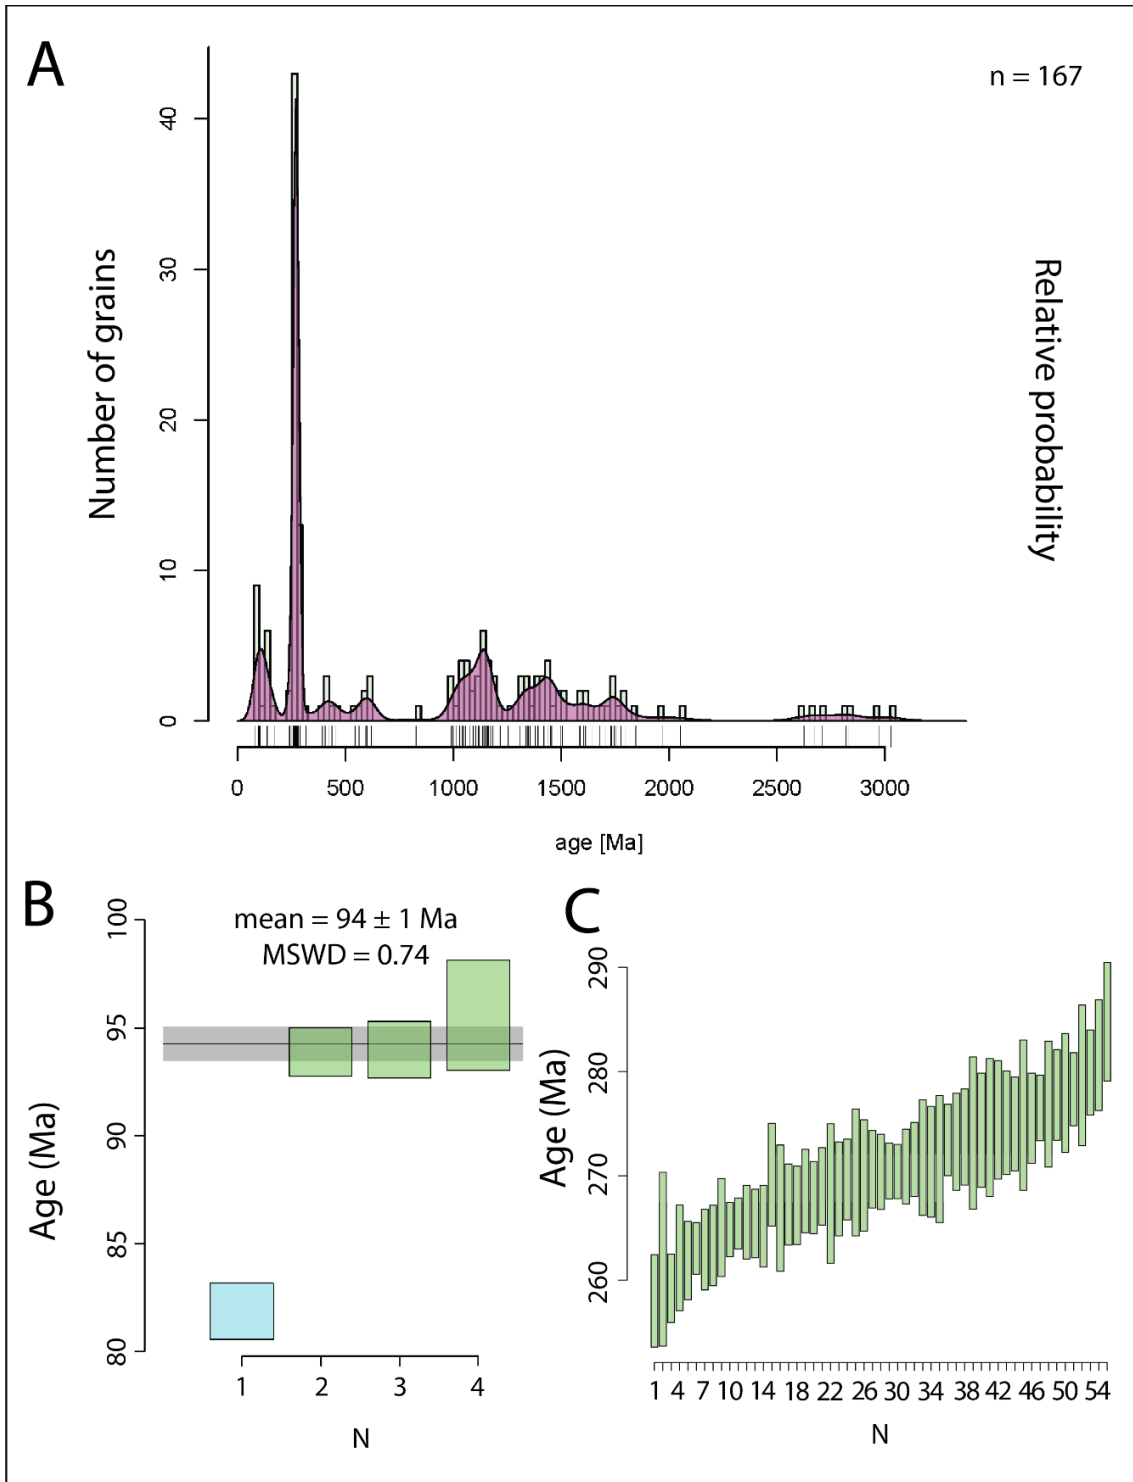 A
n = 167
Number of grains
Relative probability
40
30
20
10
0
0 500 1000 1500 2000 2500 3000
age [Ma]
B
mean = 94 ± 1 Ma
MSWD = 0.74
Age (Ma)
100
95
90
85
80
1 2 3 4
N
C
Age (Ma)
290
280
270
260
1 4 7 10 14 18 22 26 30 34 38 42 46 50 54
N